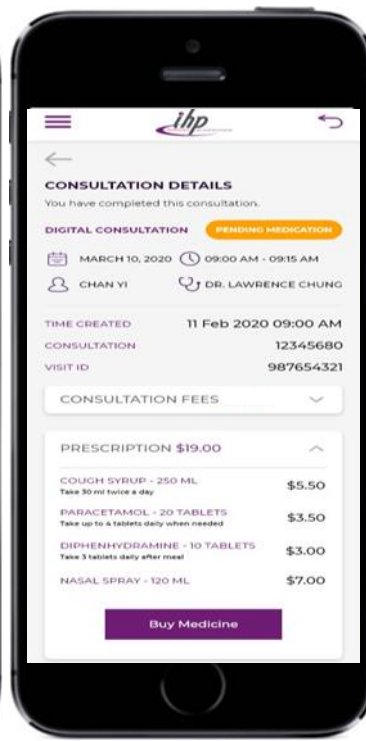 ihp
CONSULTATION DETAILS
You have completed this consultation.
DIGITAL CONSULTATION PENDING MEDICATION
MARCH 10, 2020 09:00 AM - 09:15 AM
CHAN YI DR. LAWRENCE CHUNG
TIME CREATED 11 Feb 2020 09:00 AM
CONSULTATION 12345680
VISIT ID 987654321
CONSULTATION FEES
PRESCRIPTION $19.00
COUGH SYRUP - 250 ML $5.50
Take 30 ml twice a day
PARACETAMOL - 20 TABLETS $3.50
Take up to 4 tablets daily when needed
DIPHENHYDRAMINE - 10 TABLETS $3.00
Take 3 tablets daily after meal
NASAL SPRAY - 120 ML $7.00
Buy Medicine